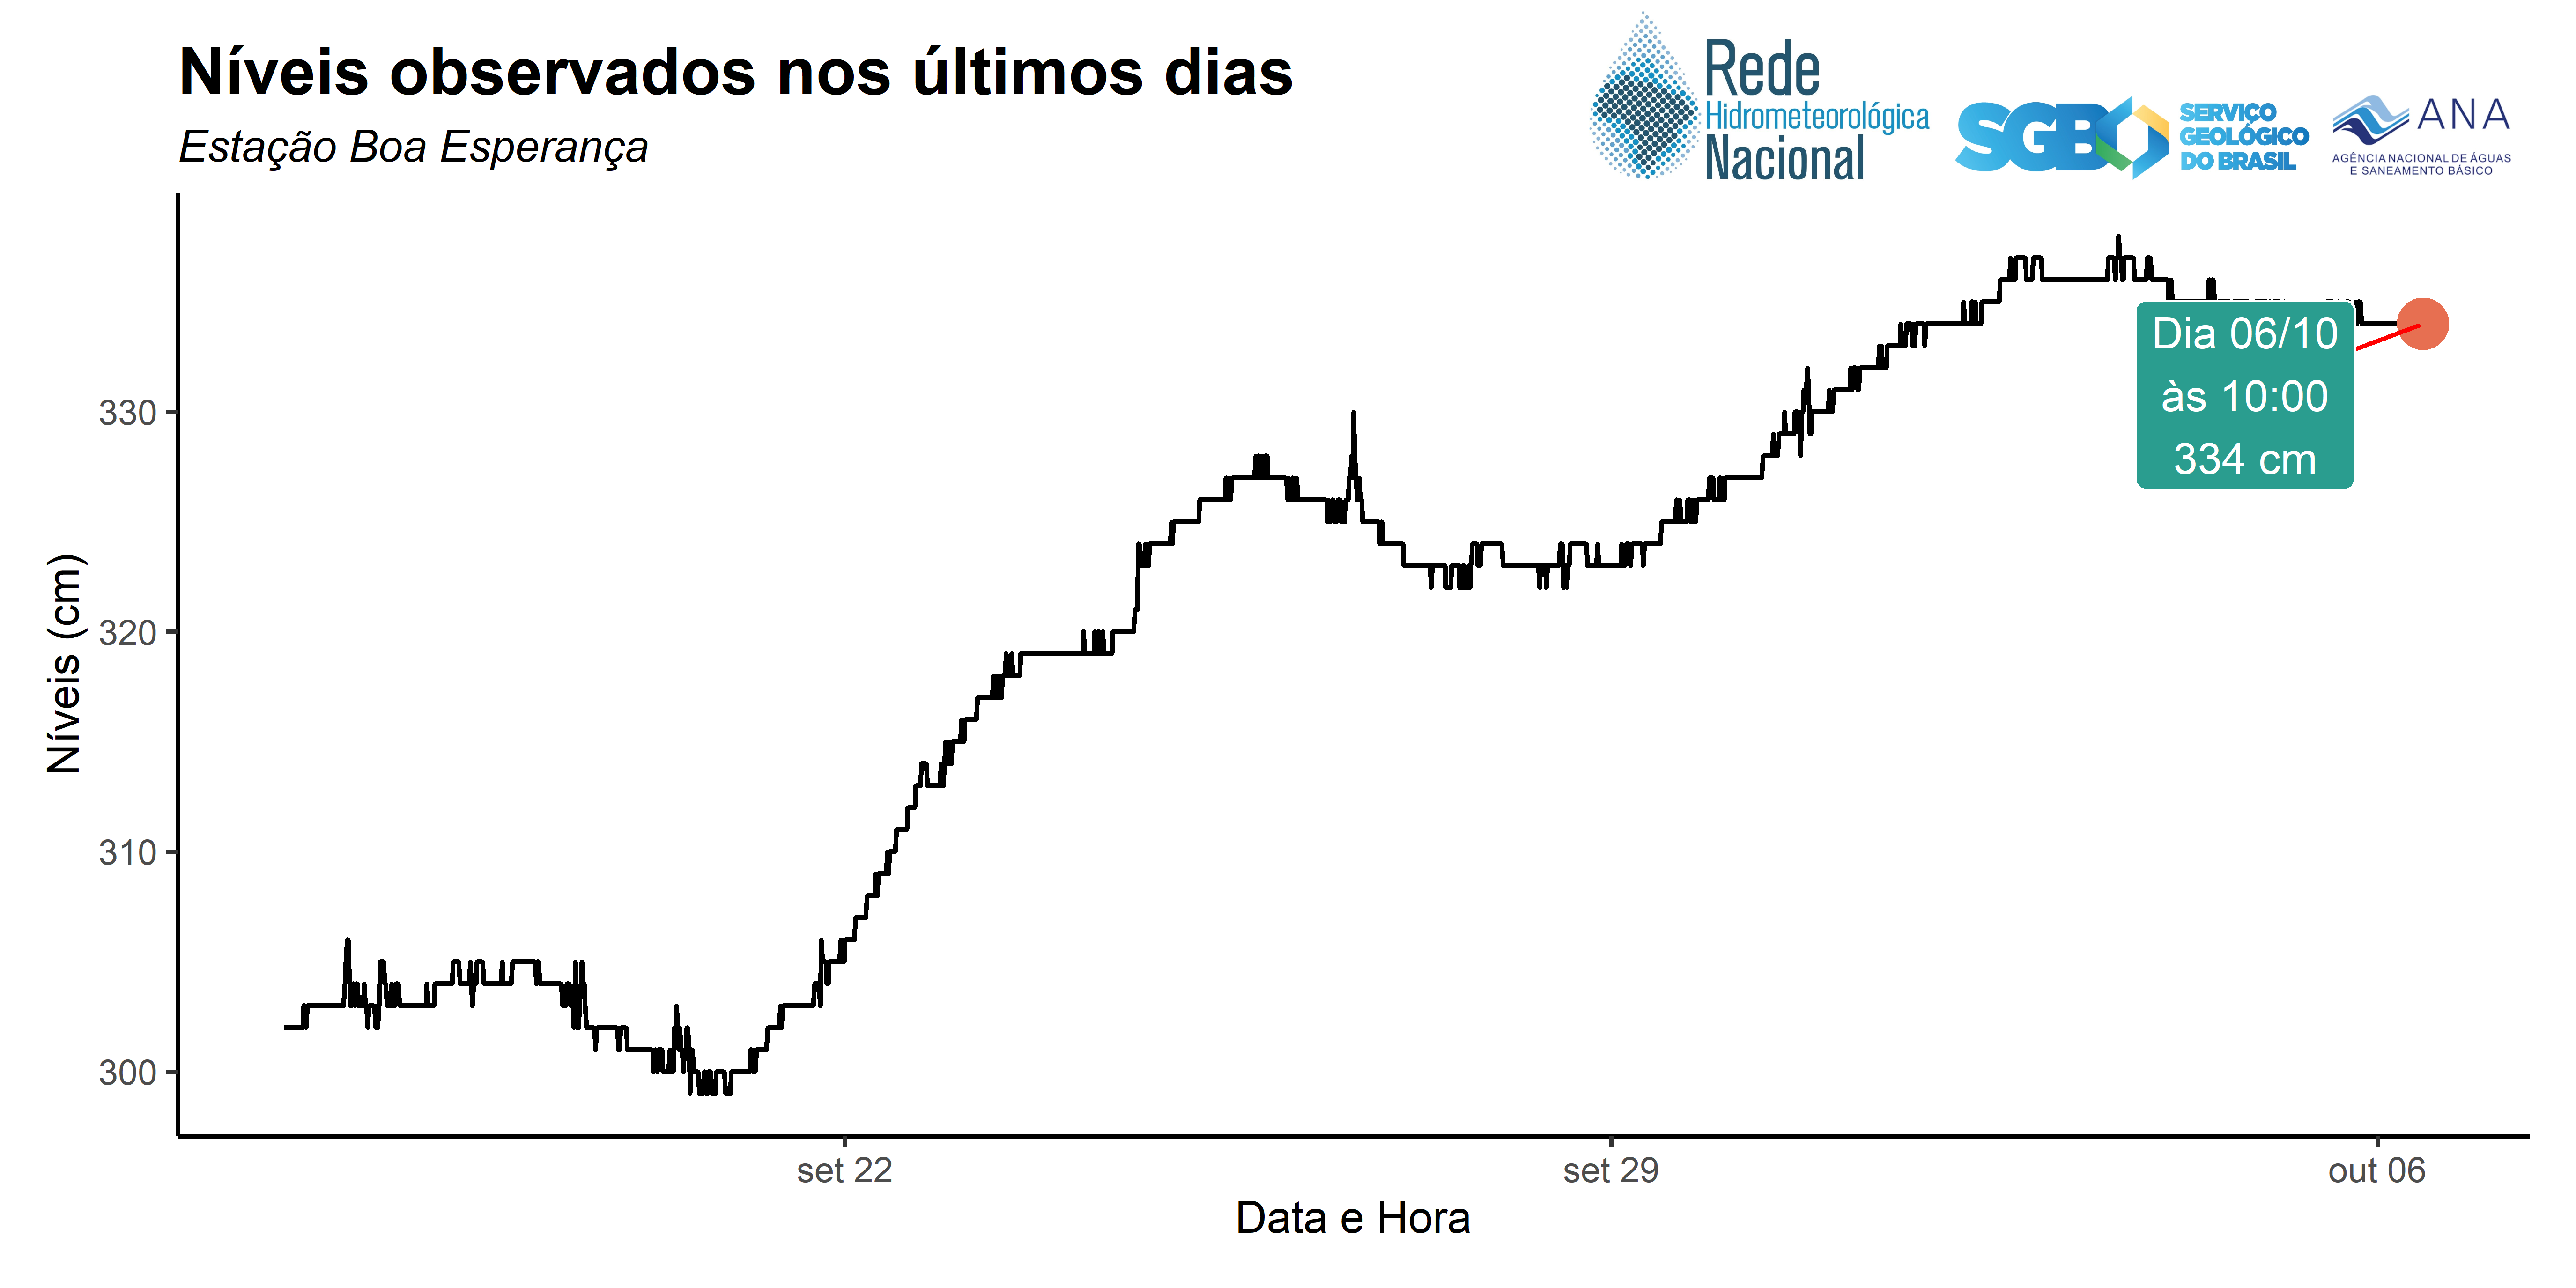 Níveis observados nos últimos dias
Estação Boa Esperança
Rede
Hidrometeorológica
Nacional
SGB
SERVIÇO
GEOLÓGICO
DO BRASIL
ANA
AGÊNCIA NACIONAL DE ÁGUAS
E SANEAMENTO BÁSICO
Níveis (cm)
330
320
310
300
Dia 06/10
às 10:00
334 cm
set 22
set 29
out 06
Data e Hora